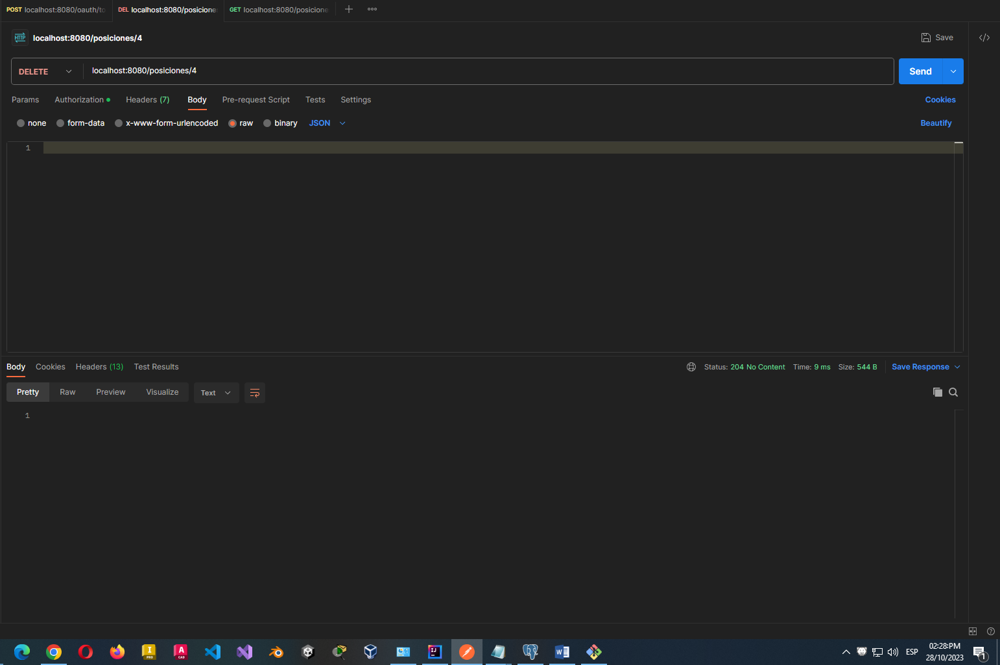 POST localhost:8080/oauth/to DEL localhost:8080/posicione GET localhost:8080/posicione
HTTP localhost:8080/posiciones/4 Save
DELETE localhost:8080/posiciones/4 Send
Params Authorization Headers (7) Body Pre-request Script Tests Settings Cookies
none form-data x-www-form-urlencoded raw binary JSON Beautify
1
Body Cookies Headers (13) Test Results Status: 204 No Content Time: 9 ms Size: 544 B Save Response
Pretty Raw Preview Visualize Text
1
I PRO A CAD IJ W ESP 02:28:PM
28/10/2023 1